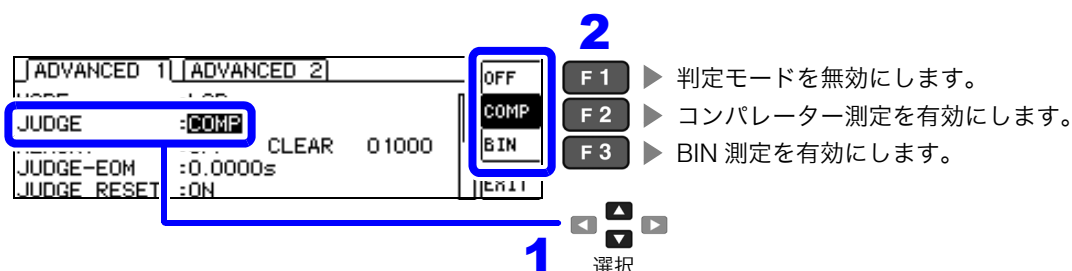 2
ADVANCED 1 ADVANCED 2
JUDGE :COMP
CLEAR 01000
JUDGE-EOM :0.0000s
JUDGE RESET :ON
OFF
COMP
BIN
EXIT
F1 ▶ 判定モードを無効にします。
F2 ▶ コンパレーター測定を有効にします。
F3 ▶ BIN 測定を有効にします。
1
選択